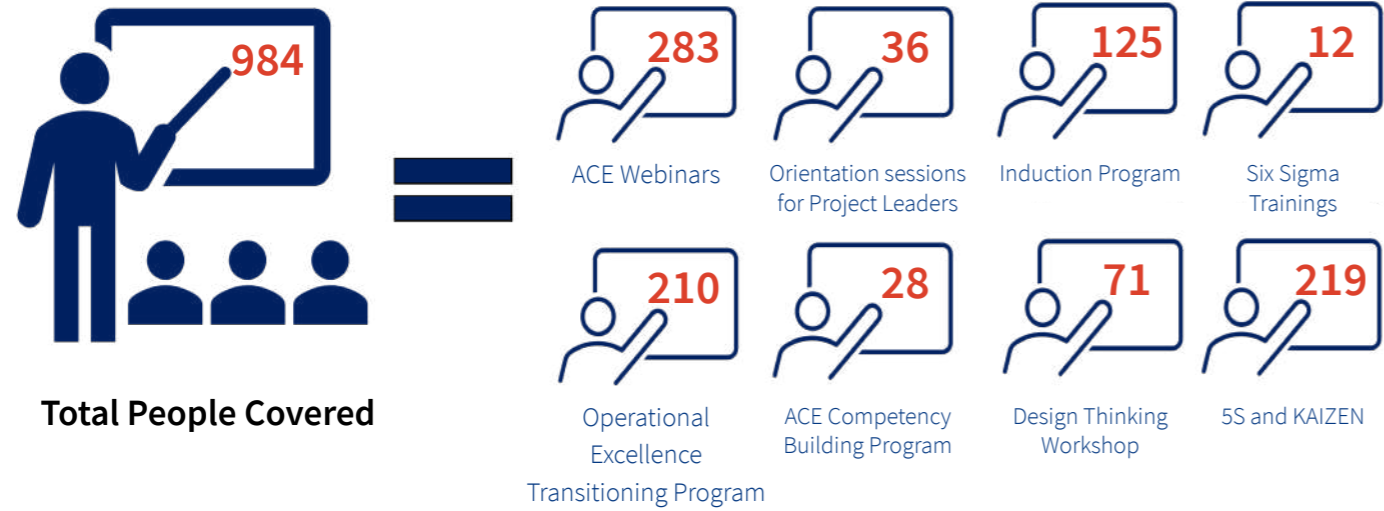 984
Total People Covered
283
ACE Webinars
36
Orientation sessions
for Project Leaders
125
Induction Program
12
Six Sigma
Trainings
210
Operational
Excellence
Transitioning Program
28
ACE Competency
Building Program
71
Design Thinking
Workshop
219
5S and KAIZEN